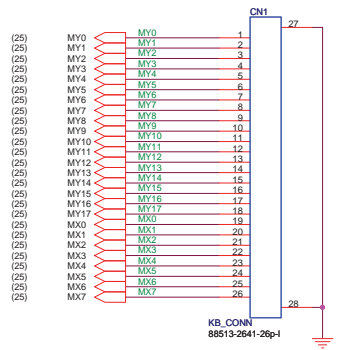 CN1
27
(25) MY0 MY0 1
(25) MY1 MY1 2
(25) MY2 MY2 3
(25) MY3 MY3 4
(25) MY4 MY4 5
(25) MY5 MY5 6
(25) MY6 MY6 7
(25) MY7 MY7 8
(25) MY8 MY8 9
(25) MY9 MY9 10
(25) MY10 MY10 11
(25) MY11 MY11 12
(25) MY12 MY12 13
(25) MY13 MY13 14
(25) MY14 MY14 15
(25) MY15 MY15 16
(25) MY16 MY16 17
(25) MY17 MY17 18
(25) MX0 MX0 19
(25) MX1 MX1 20
(25) MX2 MX2 21
(25) MX3 MX3 22
(25) MX4 MX4 23
(25) MX5 MX5 24
(25) MX6 MX6 25
(25) MX7 MX7 26
28
KB_CONN
88513-2641-26p-l